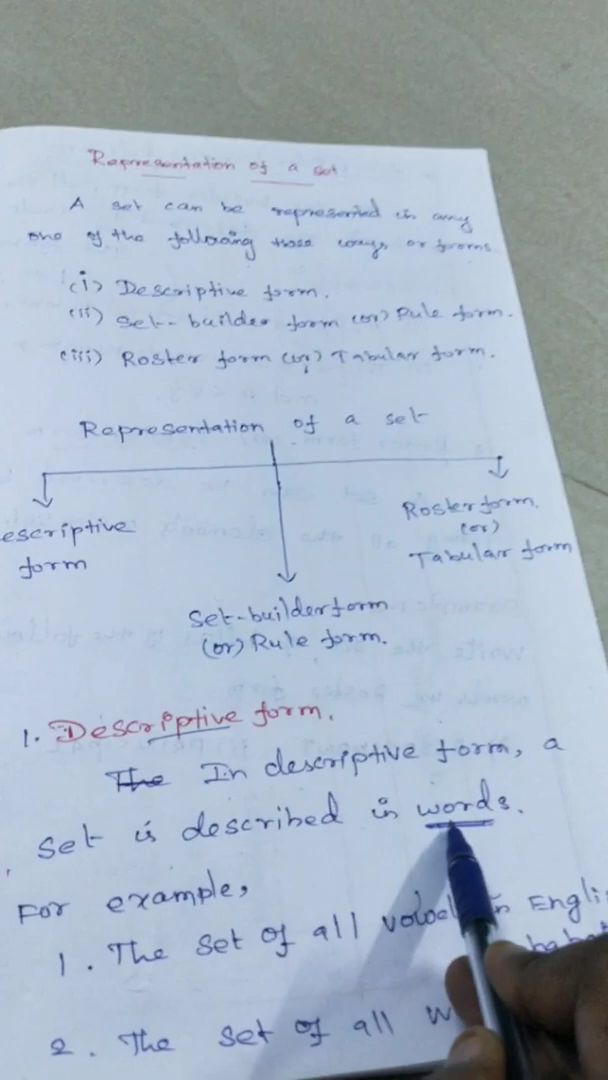 Representation of a set
A set can be represented in any
one of the following three ways or forms.
(i) Descriptive form.
(ii) Set-builder form (or) Rule form.
(iii) Roster form (or) Tabular form.
Representation of a set
escriptive
form
Roster form.
(or)
Tabular form
Set-builder form
(or) Rule form.
1. Descriptive form.
The In descriptive form, a
set is described in words.
For example,
1. The set of all in Engli
2. The set of all W